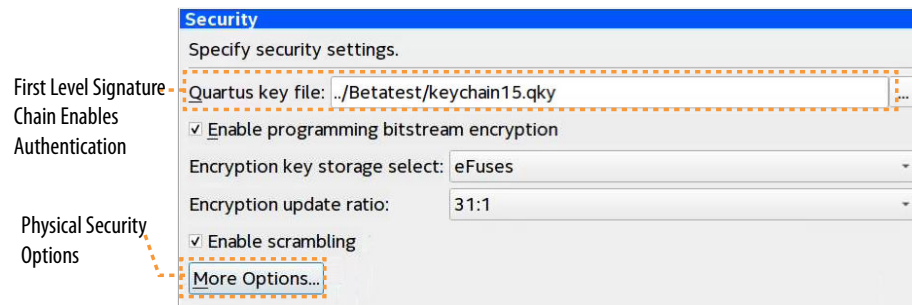 Security
Specify security settings.
First Level Signature
Chain Enables
Authentication
Quartus key file: ../Betatest/keychain15.qky ...
Enable programming bitstream encryption
Encryption key storage select: eFuses
Encryption update ratio: 31:1
Enable scrambling
Physical Security
Options
More Options...